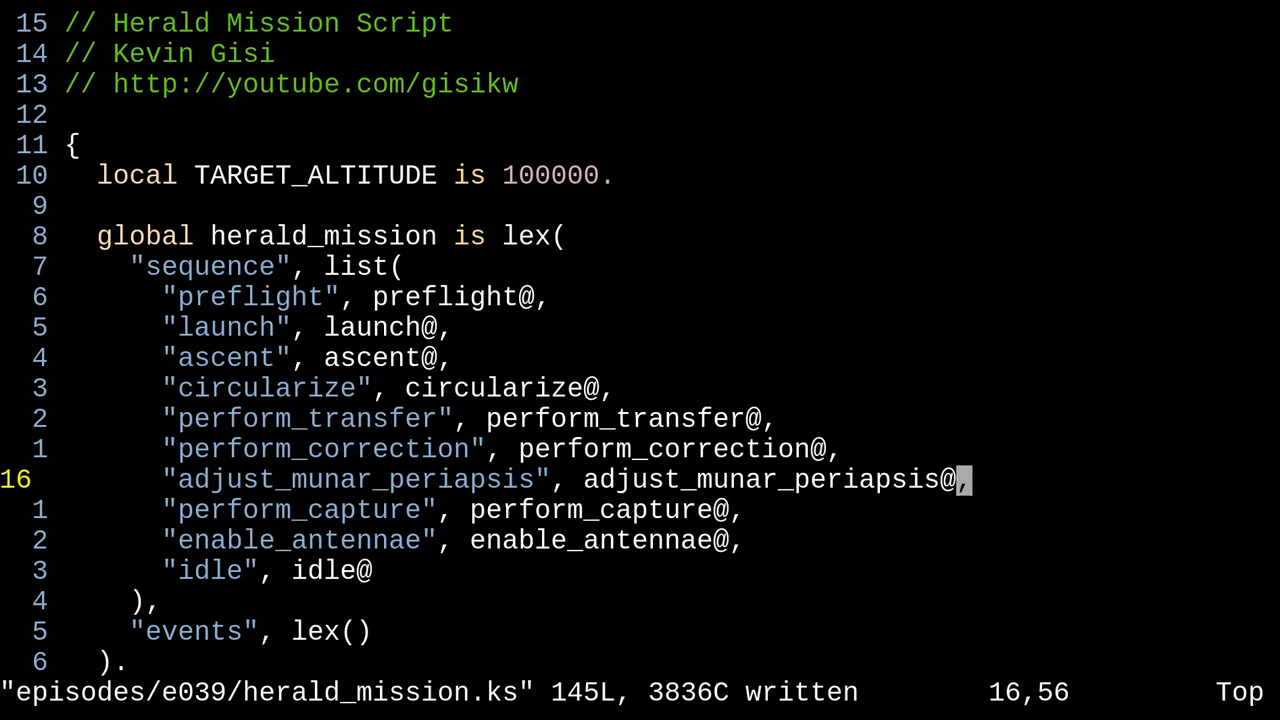 15 // Herald Mission Script
14 // Kevin Gisi
13 // http://youtube.com/gisikw
12
11 {
10   local TARGET_ALTITUDE is 100000.
9
8   global herald_mission is lex(
7     "sequence", list(
6       "preflight", preflight@,
5       "launch", launch@,
4       "ascent", ascent@,
3       "circularize", circularize@,
2       "perform_transfer", perform_transfer@,
1       "perform_correction", perform_correction@,
16       "adjust_munar_periapsis", adjust_munar_periapsis@,
1       "perform_capture", perform_capture@,
2       "enable_antennae", enable_antennae@,
3       "idle", idle@
4     ),
5     "events", lex()
6   ).
"episodes/e039/herald_mission.ks" 145L, 3836C written 16,56 Top